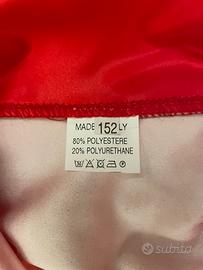 MADE 152 LY
80% POLYESTERE
20% POLYURETHANE
subito